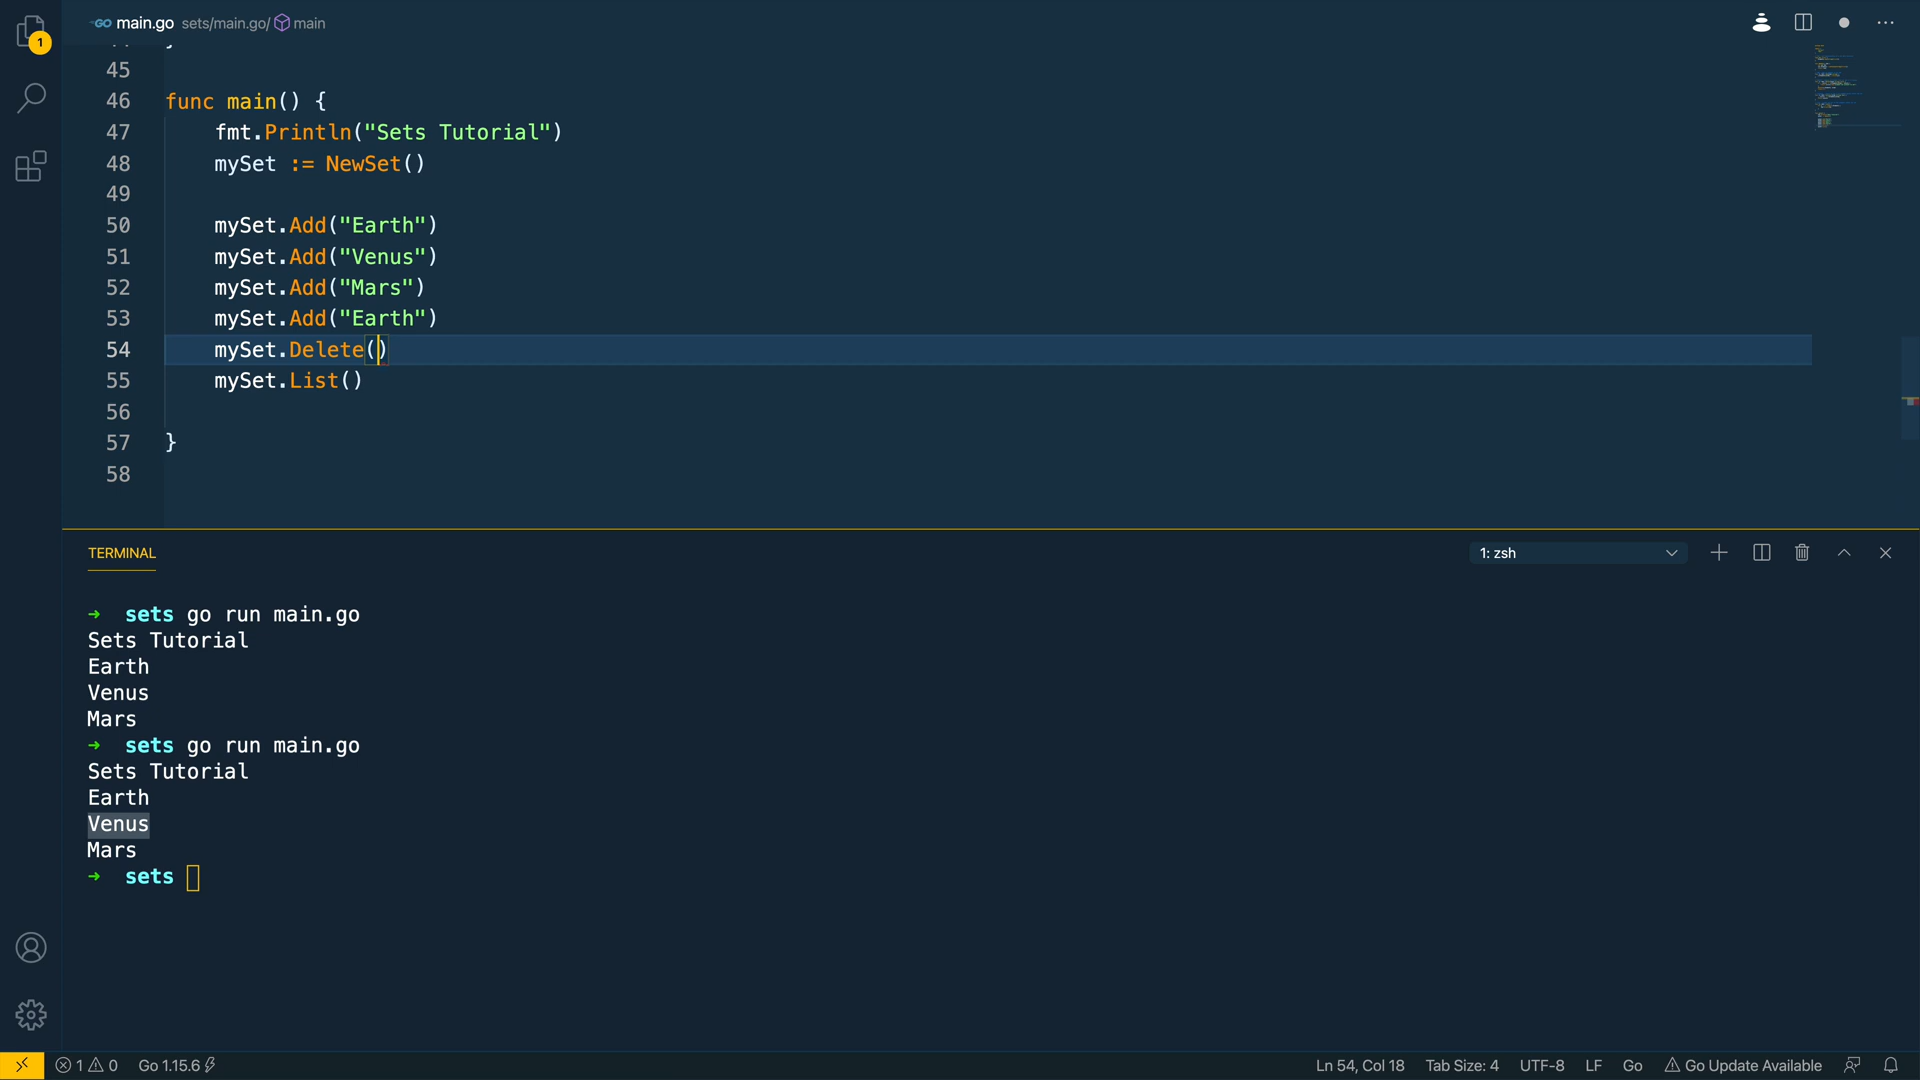 1
GO main.go sets/main.go/ main
45
46 func main() {
47 fmt.Println("Sets Tutorial")
48 mySet := NewSet()
49
50 mySet.Add("Earth")
51 mySet.Add("Venus")
52 mySet.Add("Mars")
53 mySet.Add("Earth")
54 mySet.Delete()
55 mySet.List()
56
57 }
58
TERMINAL
1: zsh
→ sets go run main.go
Sets Tutorial
Earth
Venus
Mars
→ sets go run main.go
Sets Tutorial
Earth
Venus
Mars
→ sets
1 0 Go 1.15.6 Ln 54, Col 18 Tab Size: 4 UTF-8 LF Go Go Update Available